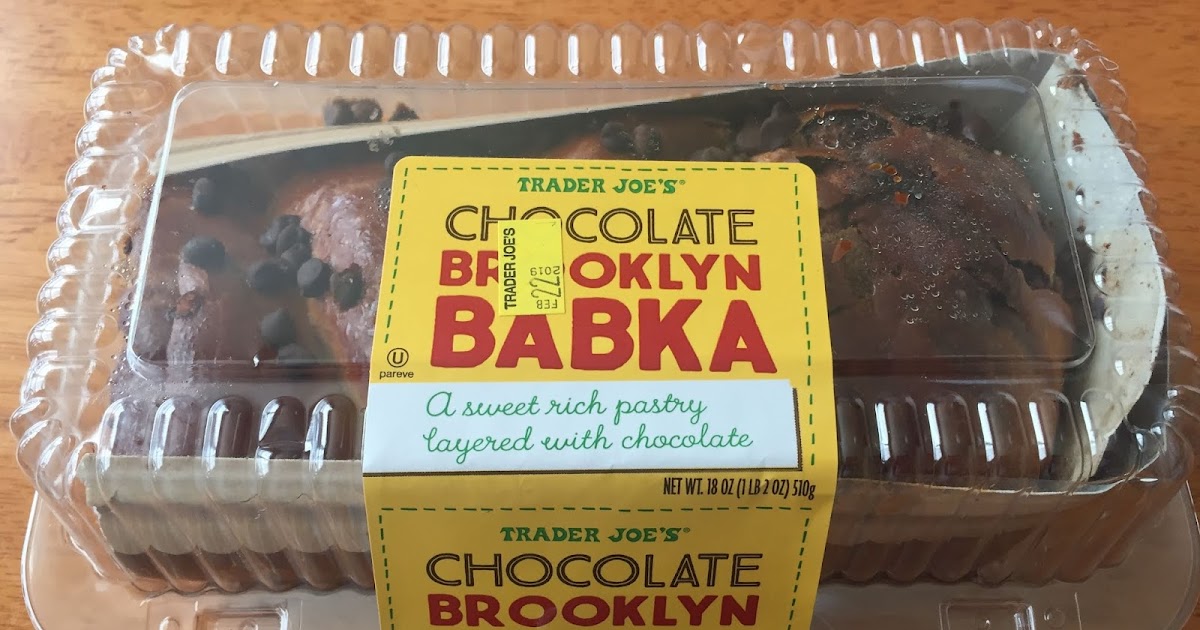 TRADER JOE'S®
CHOCOLATE
BROOKLYN
BABKA
TRADER JOE'S
FEB 22
2019
U
pareve
A sweet rich pastry
layered with chocolate
NET WT. 18 OZ (1 LB 2 OZ) 510g
TRADER JOE'S®
CHOCOLATE
BROOKLYN